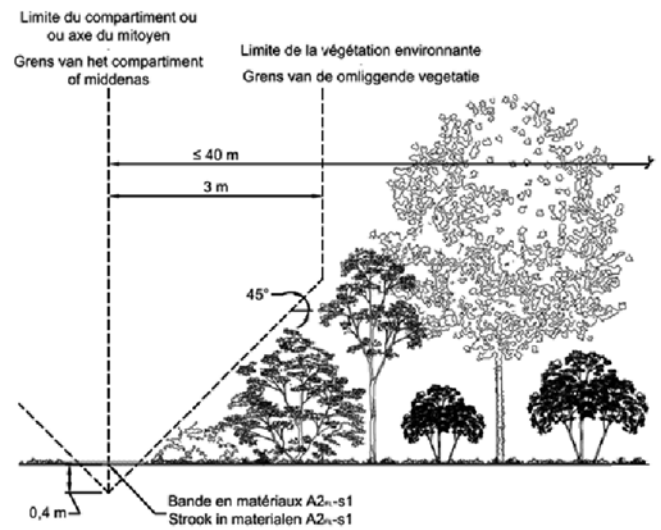 Limite du compartiment ou
ou axe du mitoyen
Grens van het compartiment
of middenas
Limite de la végétation environnante
Grens van de omliggende vegetatie
≤ 40 m
3 m
45°
0,4 m
Bande en matériaux A2FL-s1
Strook in materialen A2FL-s1